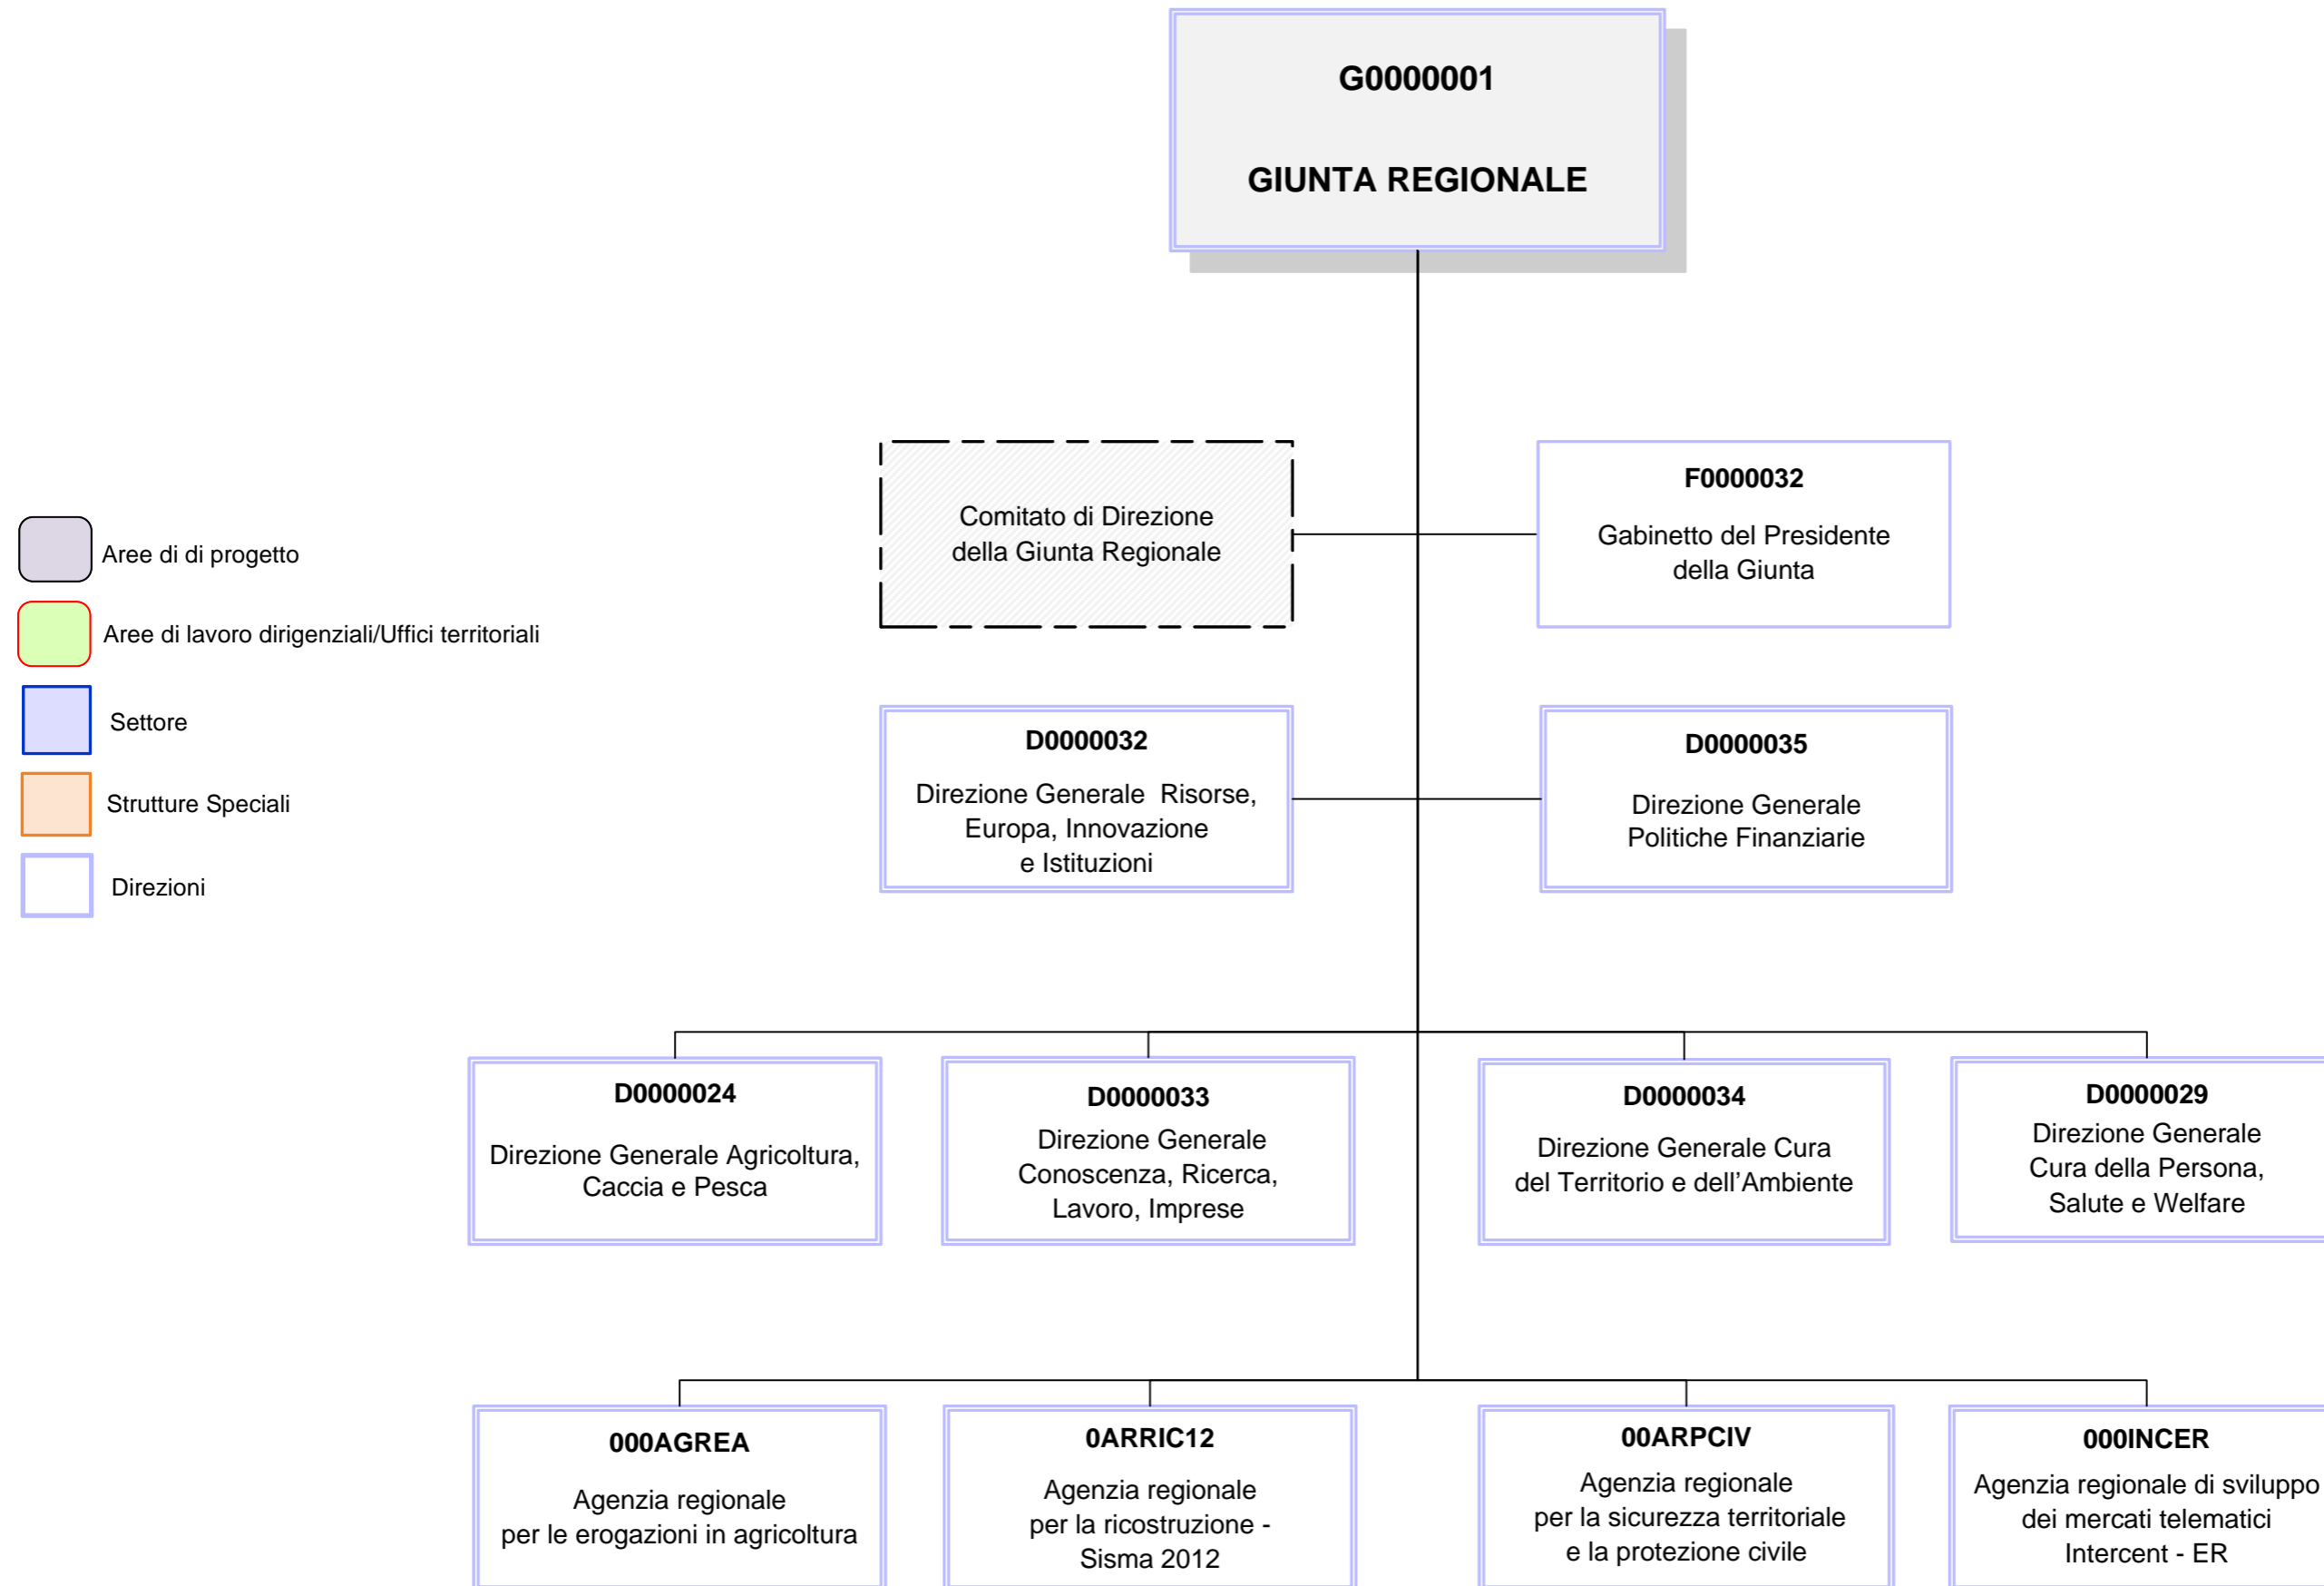 G0000001
GIUNTA REGIONALE
Comitato di Direzione
della Giunta Regionale
F0000032
Gabinetto del Presidente
della Giunta
Aree di di progetto
Aree di lavoro dirigenziali/Uffici territoriali
Settore
Strutture Speciali
Direzioni
D0000032
Direzione Generale Risorse,
Europa, Innovazione
e Istituzioni
D0000035
Direzione Generale
Politiche Finanziarie
D0000024
Direzione Generale Agricoltura,
Caccia e Pesca
D0000033
Direzione Generale
Conoscenza, Ricerca,
Lavoro, Imprese
D0000034
Direzione Generale Cura
del Territorio e dell'Ambiente
D0000029
Direzione Generale
Cura della Persona,
Salute e Welfare
000AGREA
Agenzia regionale
per le erogazioni in agricoltura
0ARRIC12
Agenzia regionale
per la ricostruzione -
Sisma 2012
00ARPCIV
Agenzia regionale
per la sicurezza territoriale
e la protezione civile
000INCER
Agenzia regionale di sviluppo
dei mercati telematici
Intercent - ER